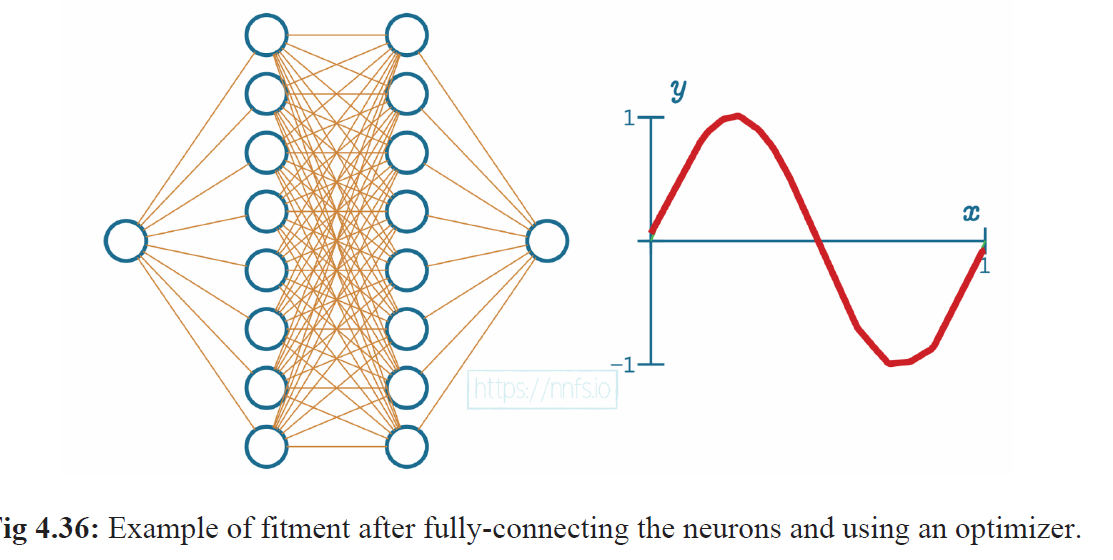 y
1
x
1
-1
https://nnfs.io
ig 4.36: Example of fitment after fully-connecting the neurons and using an optimizer.